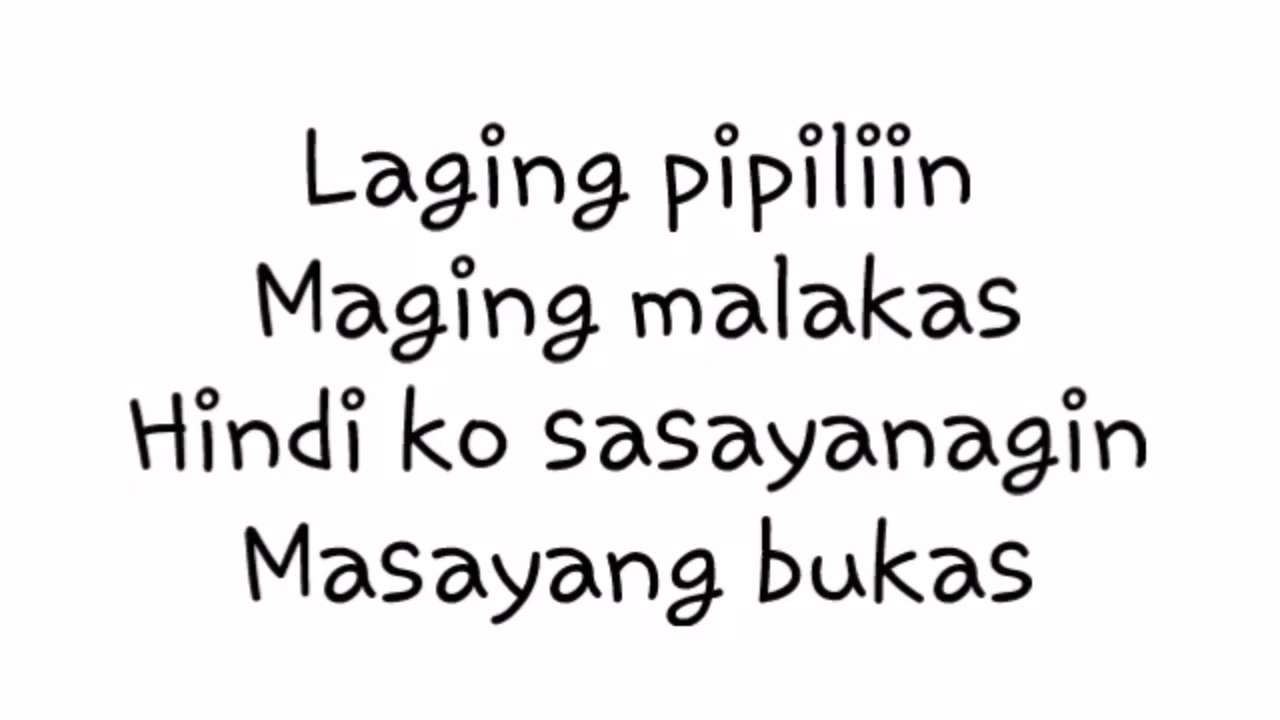 Laging pipiliin
Maging malakas
Hindi ko sasayanagin
Masayang bukas